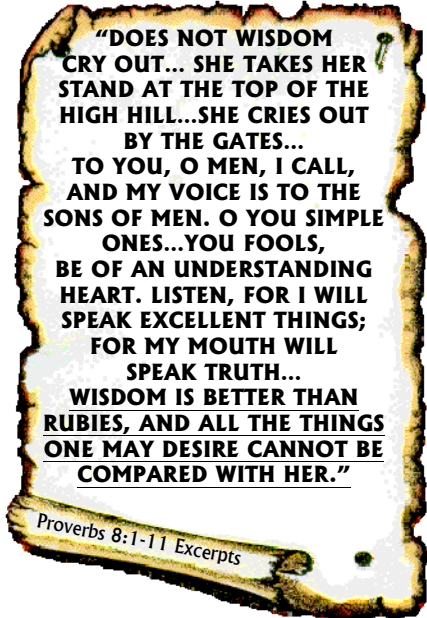 “DOES NOT WISDOM
CRY OUT... SHE TAKES HER
STAND AT THE TOP OF THE
HIGH HILL...SHE CRIES OUT
BY THE GATES...
TO YOU, O MEN, I CALL,
AND MY VOICE IS TO THE
SONS OF MEN. O YOU SIMPLE
ONES...YOU FOOLS,
BE OF AN UNDERSTANDING
HEART. LISTEN, FOR I WILL
SPEAK EXCELLENT THINGS;
FOR MY MOUTH WILL
SPEAK TRUTH...
WISDOM IS BETTER THAN
RUBIES, AND ALL THE THINGS
ONE MAY DESIRE CANNOT BE
COMPARED WITH HER.”
Proverbs 8:1-11 Excerpts